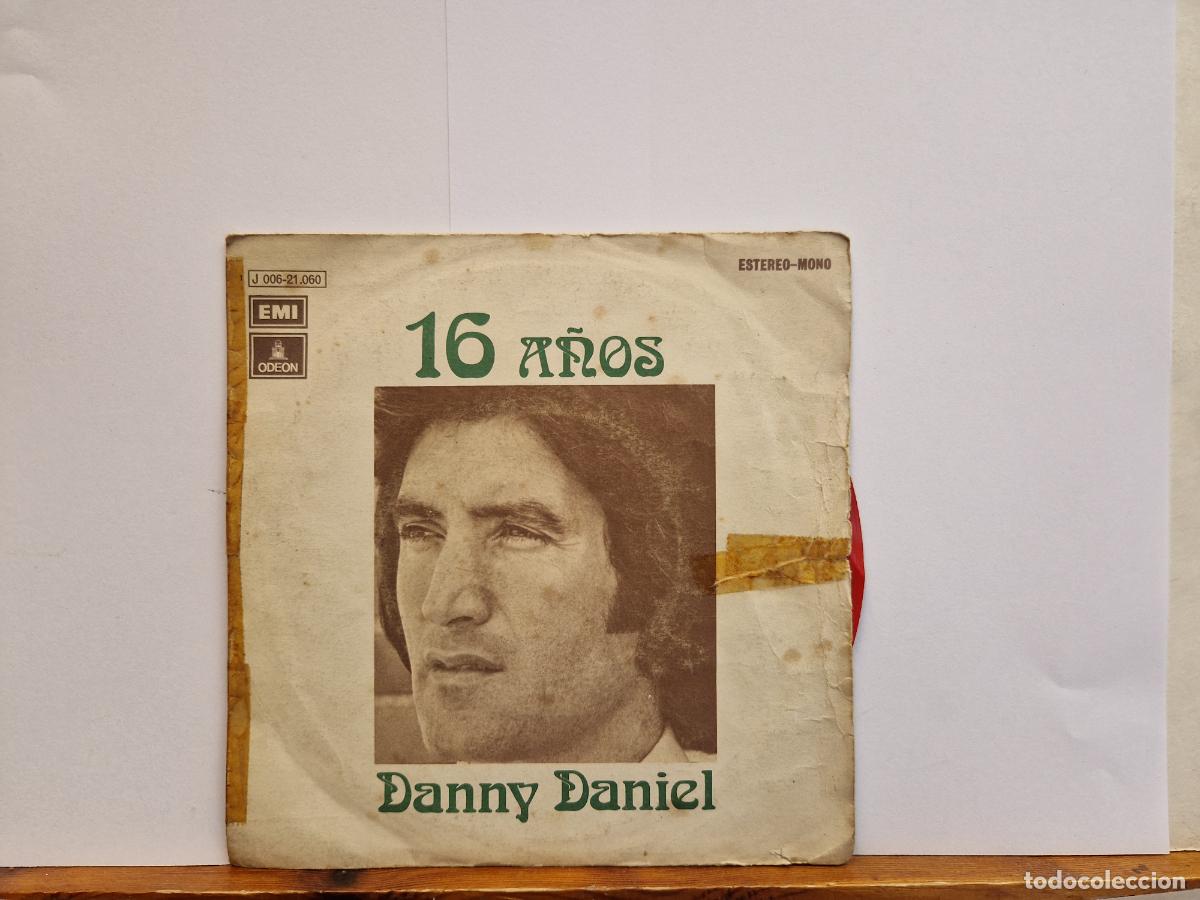 J 006-21.060
ESTEREO-MONO
EMI
ODEON
16 AÑOS
Danny Daniel
todocoleccion